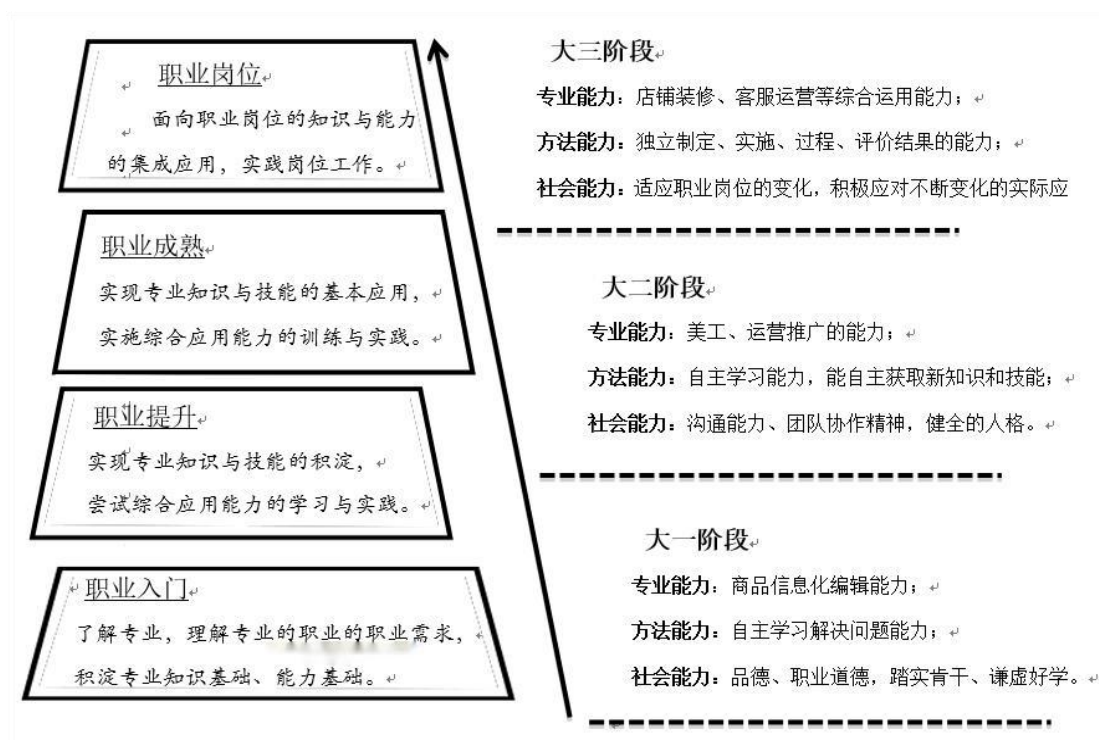 职业岗位
面向职业岗位的知识与能力
的集成应用，实践岗位工作。
职业成熟
实现专业知识与技能的基本应用，
实施综合应用能力的训练与实践。
职业提升
实现专业知识与技能的积淀，
尝试综合应用能力的学习与实践。
职业入门
了解专业，理解专业的职业的职业需求，
积淀专业知识基础、能力基础。
大三阶段
专业能力：店铺装修、客服运营等综合运用能力；
方法能力：独立制定、实施、过程、评价结果的能力；
社会能力：适应职业岗位的变化，积极应对不断变化的实际应
大二阶段
专业能力：美工、运营推广的能力；
方法能力：自主学习能力，能自主获取新知识和技能；
社会能力：沟通能力、团队协作精神，健全的人格。
大一阶段
专业能力：商品信息化编辑能力；
方法能力：自主学习解决问题能力；
社会能力：品德、职业道德，踏实肯干、谦虚好学。